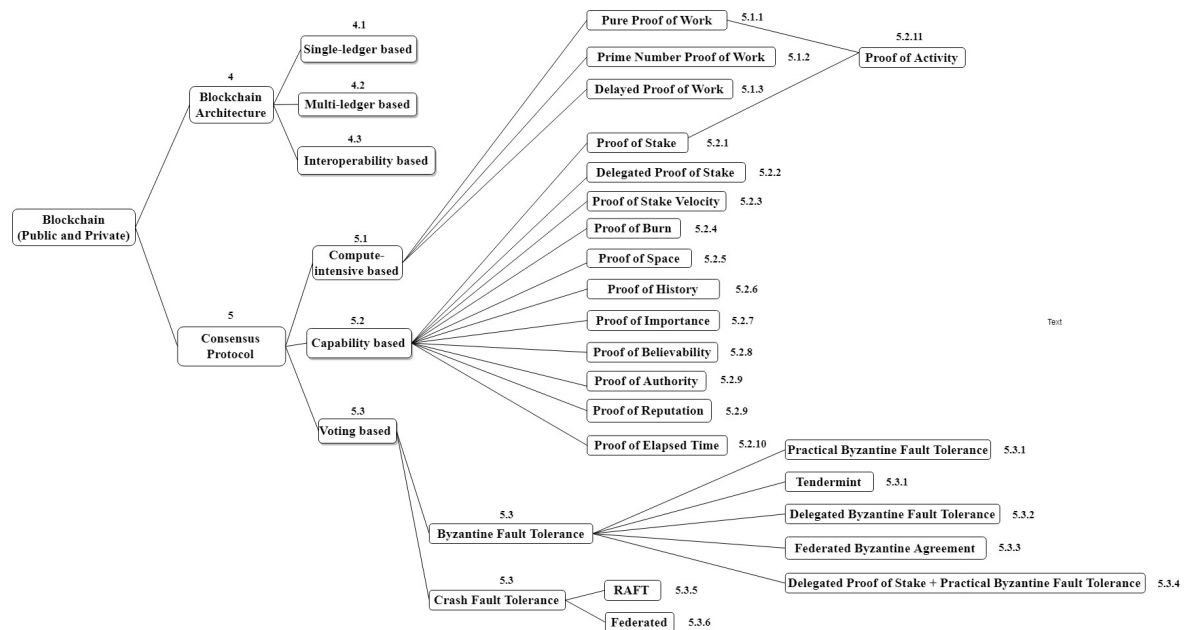 Blockchain
(Public and Private)
4
Blockchain
Architecture
4.1
Single-ledger based
4.2
Multi-ledger based
4.3
Interoperability based
5
Consensus
Protocol
5.1
Compute-
intensive based
Pure Proof of Work 5.1.1
Prime Number Proof of Work 5.1.2
Delayed Proof of Work 5.1.3
5.2.11
Proof of Activity
5.2
Capability based
Proof of Stake 5.2.1
Delegated Proof of Stake 5.2.2
Proof of Stake Velocity 5.2.3
Proof of Burn 5.2.4
Proof of Space 5.2.5
Proof of History 5.2.6
Proof of Importance 5.2.7
Proof of Believability 5.2.8
Proof of Authority 5.2.9
Proof of Reputation 5.2.9
Proof of Elapsed Time 5.2.10
5.3
Voting based
5.3
Byzantine Fault Tolerance
Practical Byzantine Fault Tolerance 5.3.1
Tendermint 5.3.1
Delegated Byzantine Fault Tolerance 5.3.2
Federated Byzantine Agreement 5.3.3
Delegated Proof of Stake + Practical Byzantine Fault Tolerance 5.3.4
5.3
Crash Fault Tolerance
RAFT 5.3.5
Federated 5.3.6
Text